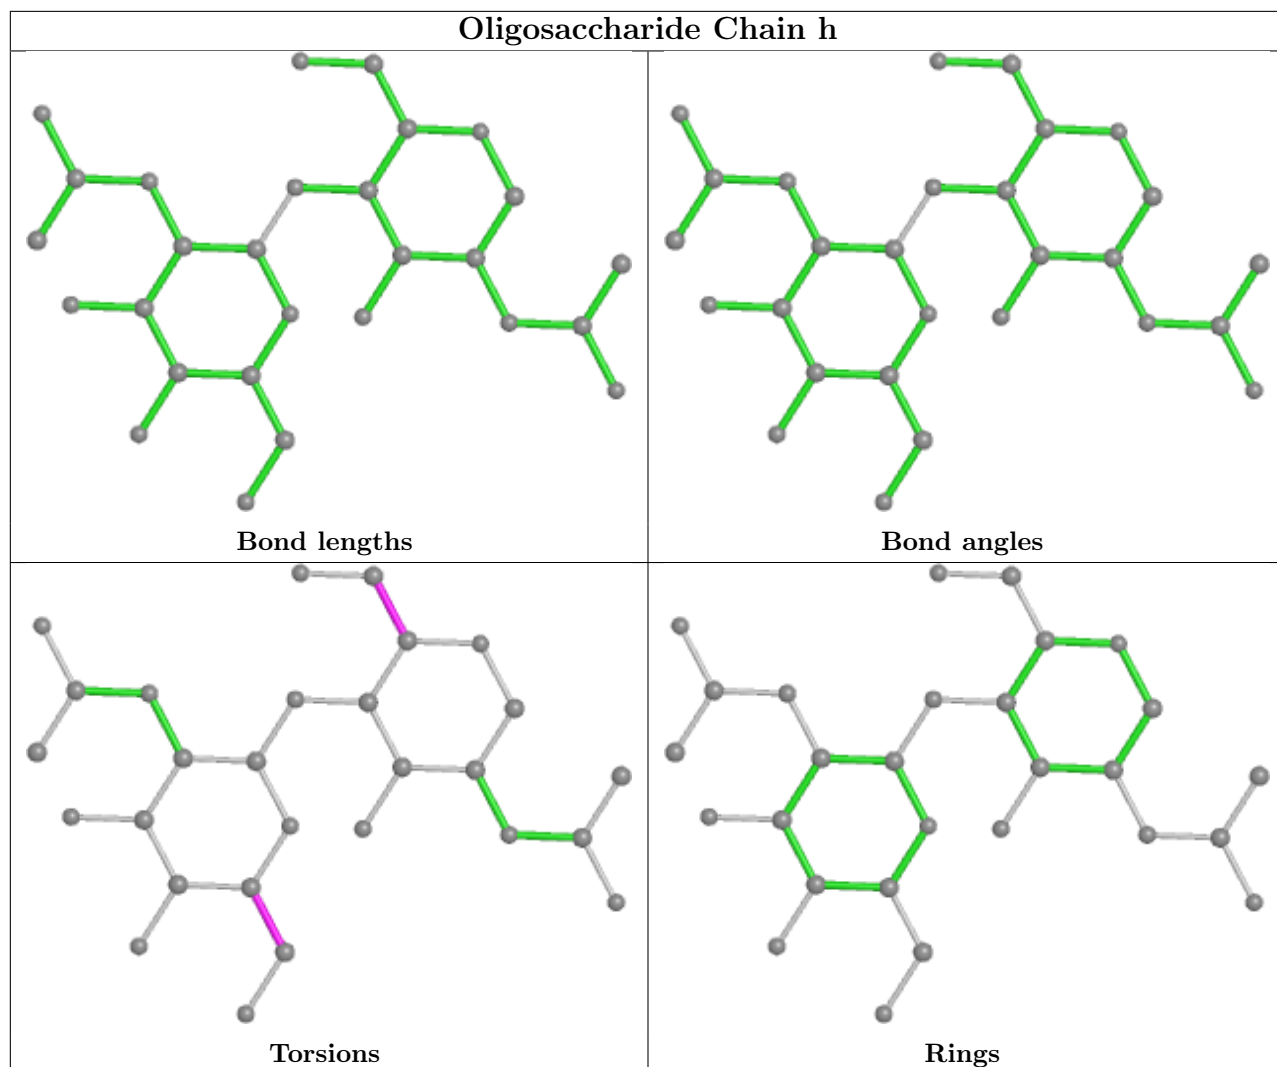 Oligosaccharide Chain h
Bond lengths
Bond angles
Torsions
Rings